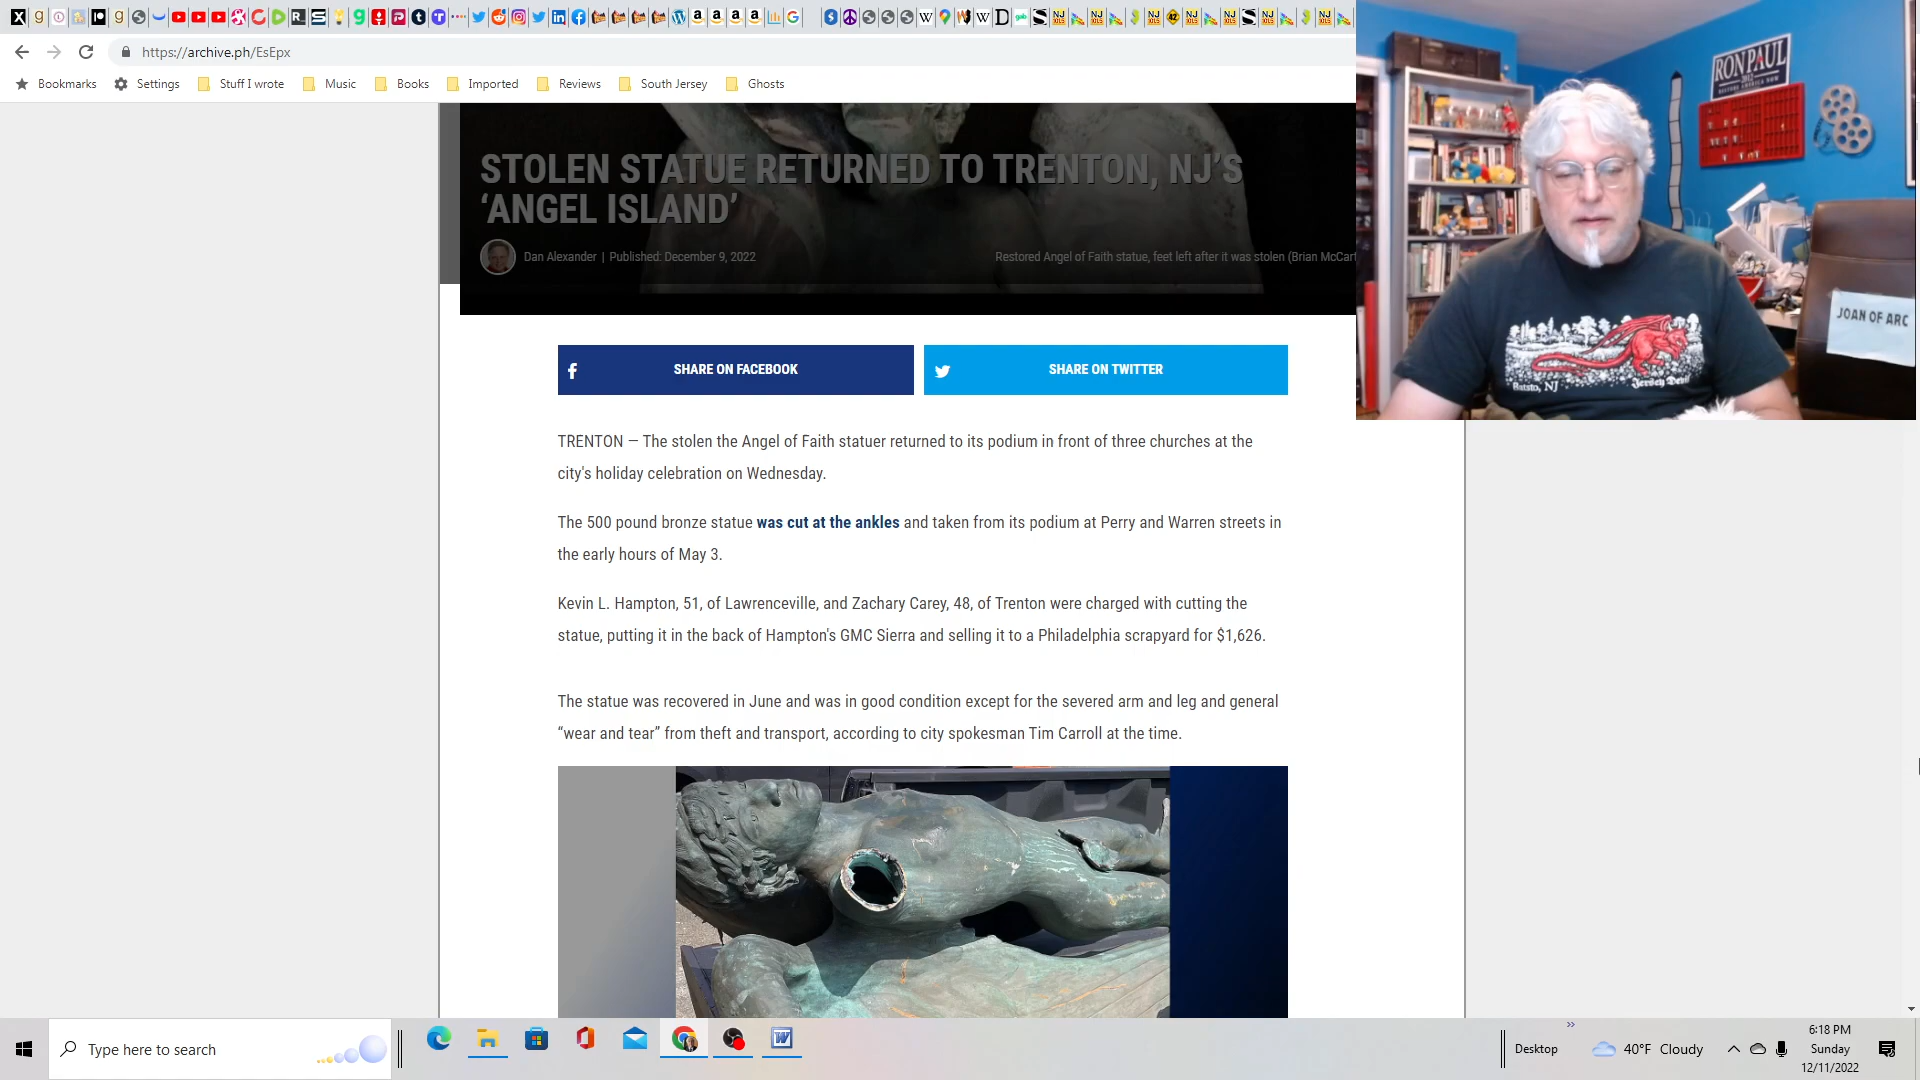 https://archive.ph/EsEpx
Bookmarks Settings Stuff I wrote Music Books Imported Reviews South Jersey Ghosts
STOLEN STATUE RETURNED TO TRENTON, NJ'S
'ANGEL ISLAND'
Dan Alexander | Published: December 9, 2022
Restored Angel of Faith statue, feet left after it was stolen (Brian McCart
SHARE ON FACEBOOK
SHARE ON TWITTER
TRENTON — The stolen the Angel of Faith statuer returned to its podium in front of three churches at the
city's holiday celebration on Wednesday.
The 500 pound bronze statue was cut at the ankles and taken from its podium at Perry and Warren streets in
the early hours of May 3.
Kevin L. Hampton, 51, of Lawrenceville, and Zachary Carey, 48, of Trenton were charged with cutting the
statue, putting it in the back of Hampton's GMC Sierra and selling it to a Philadelphia scrapyard for $1,626.
The statue was recovered in June and was in good condition except for the severed arm and leg and general
“wear and tear” from theft and transport, according to city spokesman Tim Carroll at the time.
RON PAUL
2012
RESTORE AMERICA NOW
JOAN OF ARC
Batsto, NJ
Jersey Devil
Type here to search
Desktop
40°F Cloudy
6:18 PM
Sunday
12/11/2022